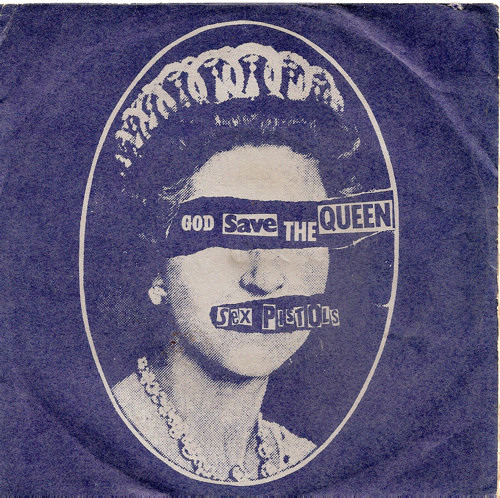 GOD Save THE QUEEN
SEX PISTOLS